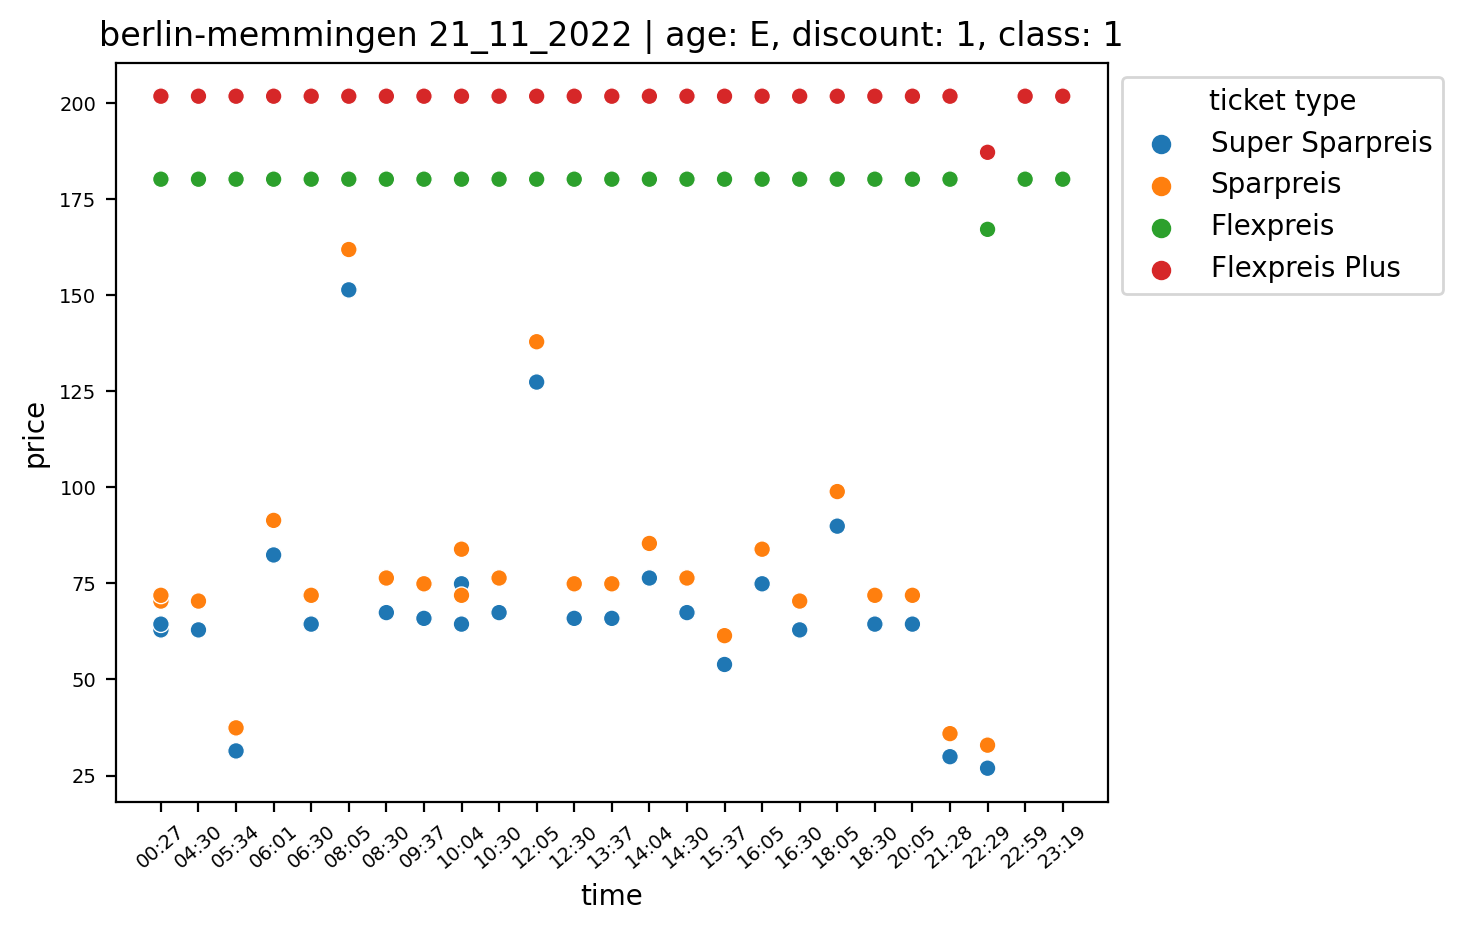 berlin-memmingen 21_11_2022 | age: E, discount: 1, class: 1
ticket type
Super Sparpreis
Sparpreis
Flexpreis
Flexpreis Plus
price
200
175
150
125
100
75
50
25
00:27 04:30 05:34 06:01 06:30 08:05 08:30 09:37 10:04 10:30 12:05 12:30 13:37 14:04 14:30 15:37 16:05 16:30 18:05 18:30 20:05 21:28 22:29 22:59 23:19
time